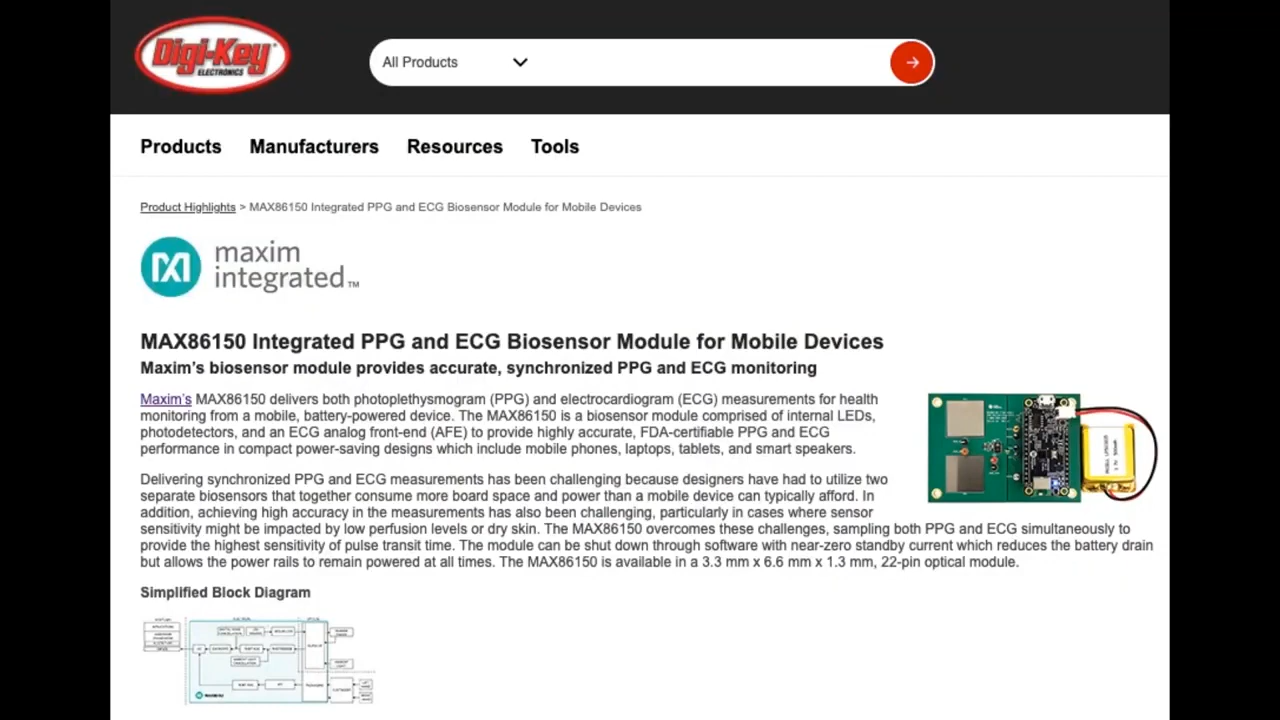 Digi-Key
ELECTRONICS
All Products
Products Manufacturers Resources Tools
Product Highlights > MAX86150 Integrated PPG and ECG Biosensor Module for Mobile Devices
maxim
integrated™
MAX86150 Integrated PPG and ECG Biosensor Module for Mobile Devices
Maxim’s biosensor module provides accurate, synchronized PPG and ECG monitoring
Maxim’s MAX86150 delivers both photoplethysmogram (PPG) and electrocardiogram (ECG) measurements for health
monitoring from a mobile, battery-powered device. The MAX86150 is a biosensor module comprised of internal LEDs,
photodetectors, and an ECG analog front-end (AFE) to provide highly accurate, FDA-certifiable PPG and ECG
performance in compact power-saving designs which include mobile phones, laptops, tablets, and smart speakers.
Delivering synchronized PPG and ECG measurements has been challenging because designers have had to utilize two
separate biosensors that together consume more board space and power than a mobile device can typically afford. In
addition, achieving high accuracy in the measurements has also been challenging, particularly in cases where sensor
sensitivity might be impacted by low perfusion levels or dry skin. The MAX86150 overcomes these challenges, sampling both PPG and ECG simultaneously to
provide the highest sensitivity of pulse transit time. The module can be shut down through software with near-zero standby current which reduces the battery drain
but allows the power rails to remain powered at all times. The MAX86150 is available in a 3.3 mm x 6.6 mm x 1.3 mm, 22-pin optical module.
Simplified Block Diagram